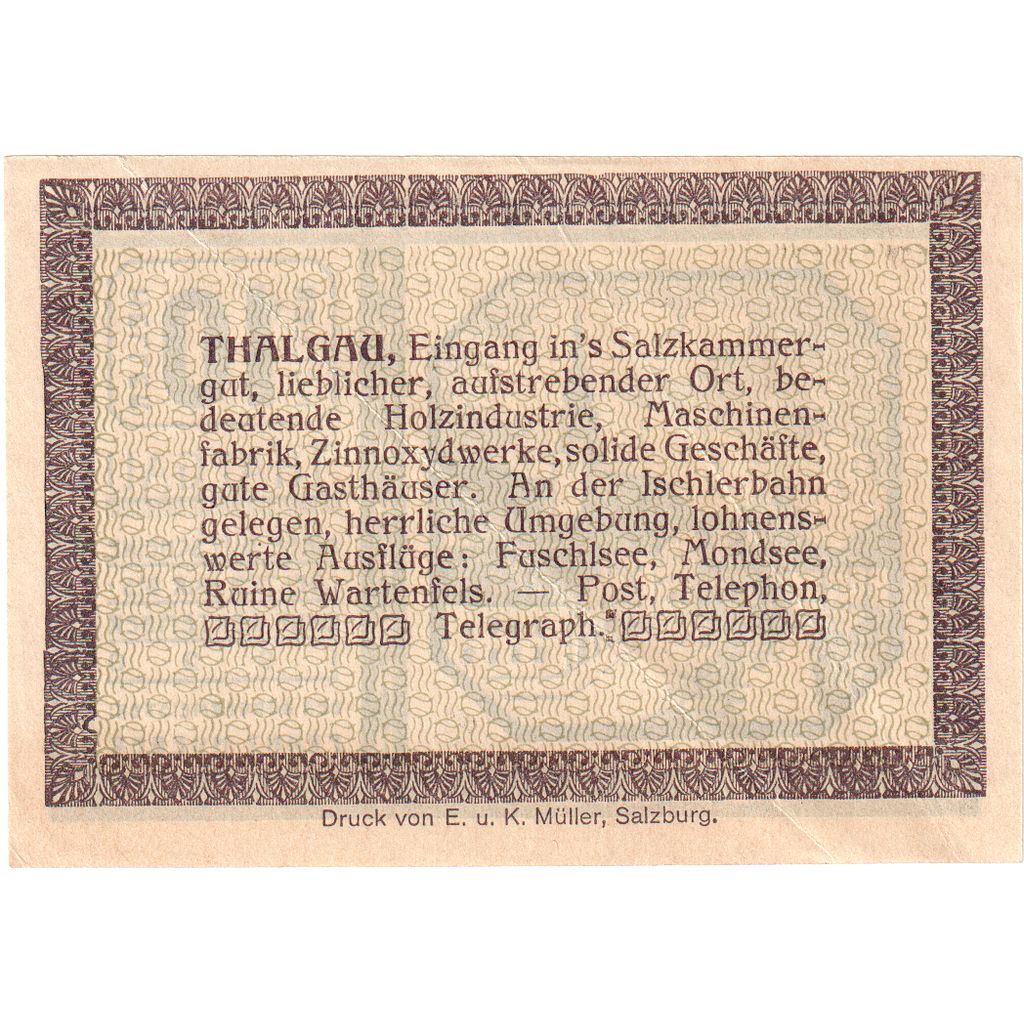 THALGAU, Eingang in's Salzkammer-
gut, lieblicher, aufstrebender Ort, be-
deutende Holzindustrie, Maschinen-
fabrik, Zinnoxydwerke, solide Geschäfte,
gute Gasthäuser. An der Ischlerbahn
gelegen, herrliche Umgebung, lohnens-
werte Ausflüge: Fuschlsee, Mondsee,
Ruine Wartenfels. — Post, Telephon,
Telegraph.
Druck von E. u. K. Müller, Salzburg.